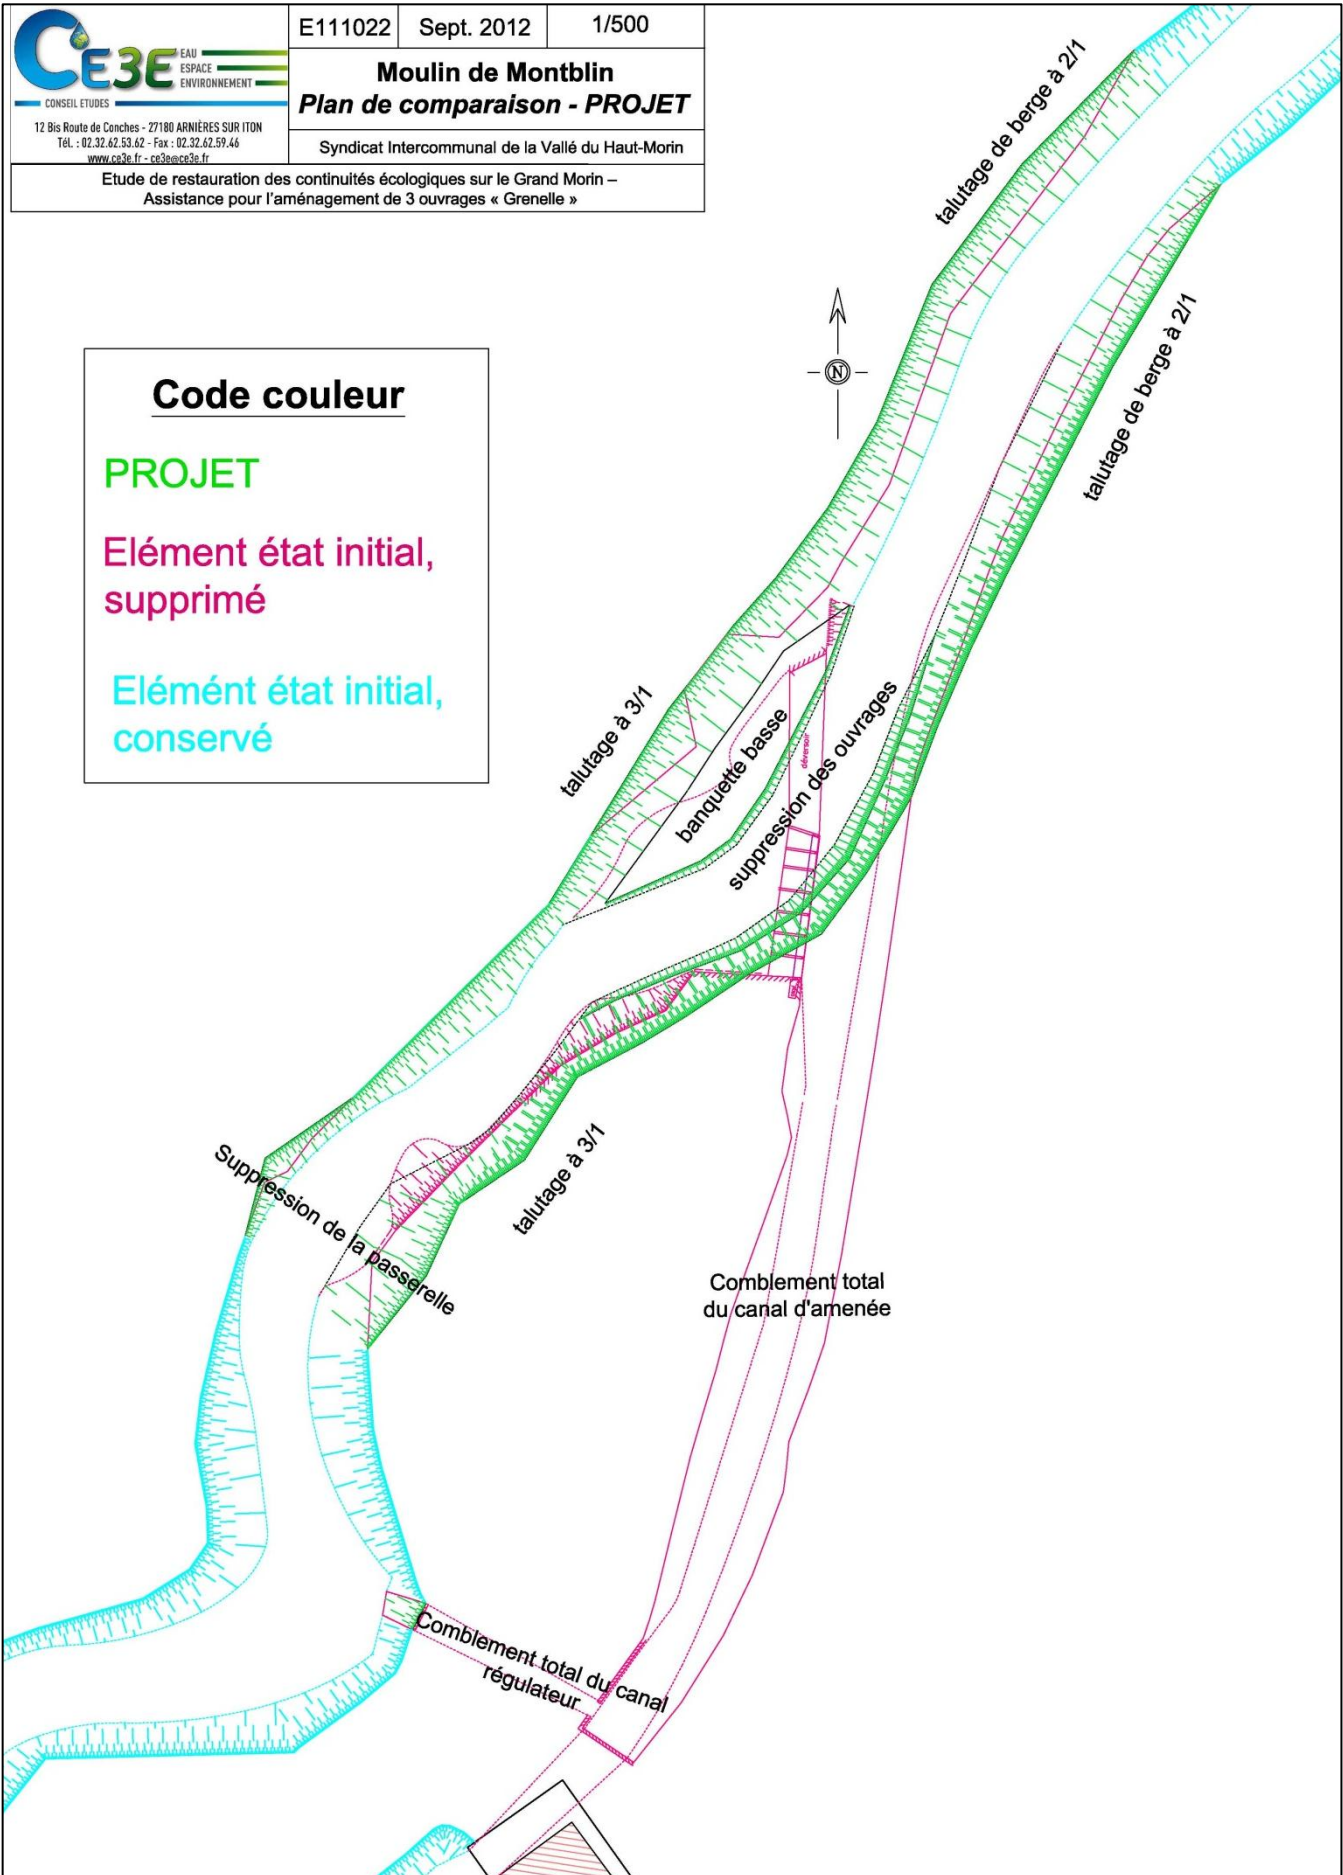 CE3E
EAU
ESPACE
ENVIRONNEMENT
CONSEIL ETUDES
12 Bis Route de Conches - 27180 ARNIÈRES SUR ITON
Tél. : 02.32.62.53.62 - Fax : 02.32.62.59.46
www.ce3e.fr - ce3e@ce3e.fr
E111022
Sept. 2012
1/500
Moulin de Montblin
Plan de comparaison - PROJET
Syndicat Intercommunal de la Vallé du Haut-Morin
Etude de restauration des continuités écologiques sur le Grand Morin –
Assistance pour l'aménagement de 3 ouvrages « Grenelle »
talutage de berge à 2/1
N
talutage de berge à 2/1
Code couleur
PROJET
Elément état initial,
supprimé
Elémént état initial,
conservé
talutage à 3/1
banquette basse
déversoir
suppression des ouvrages
Suppression de la passerelle
talutage à 3/1
Comblement total
du canal d'amenée
Comblement total du canal
régulateur